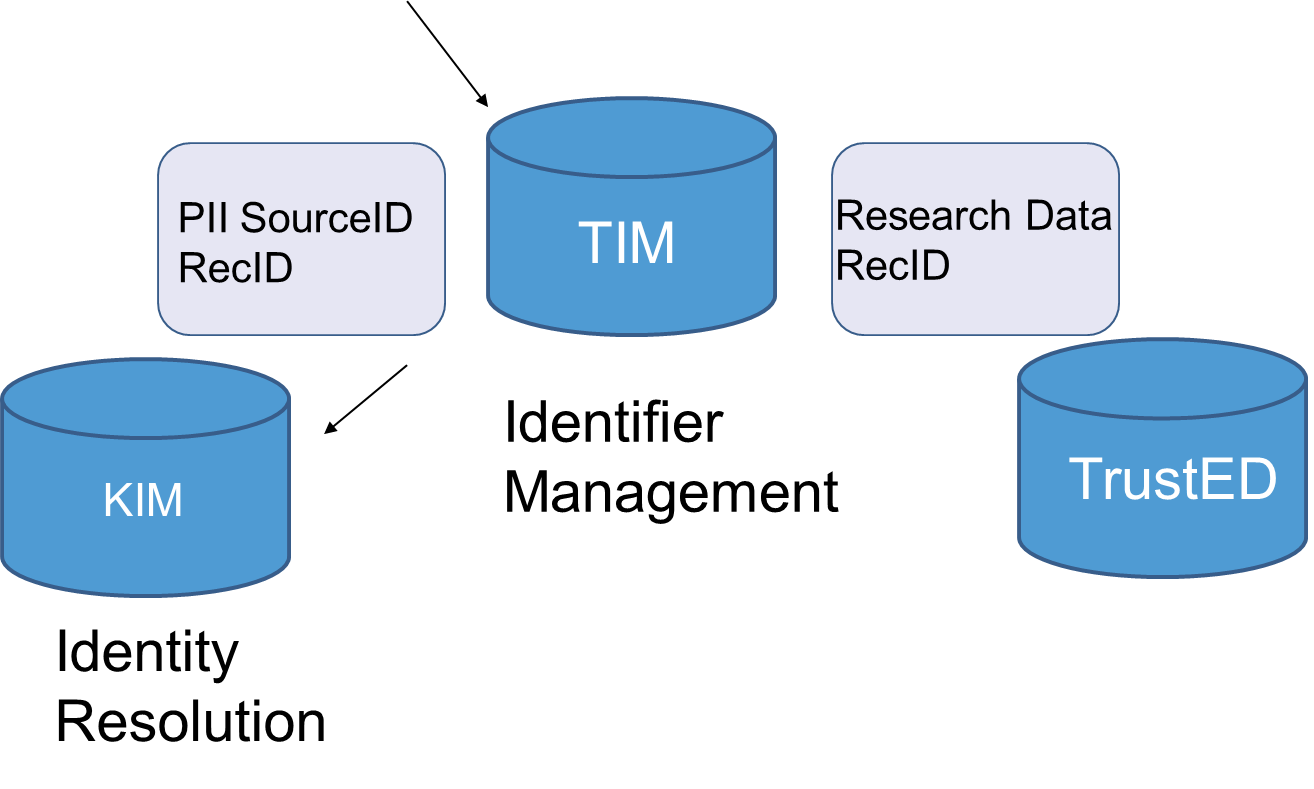 PII SourceID
RecID
TIM
Research Data
RecID
Identifier
Management
KIM
TrustED
Identity
Resolution